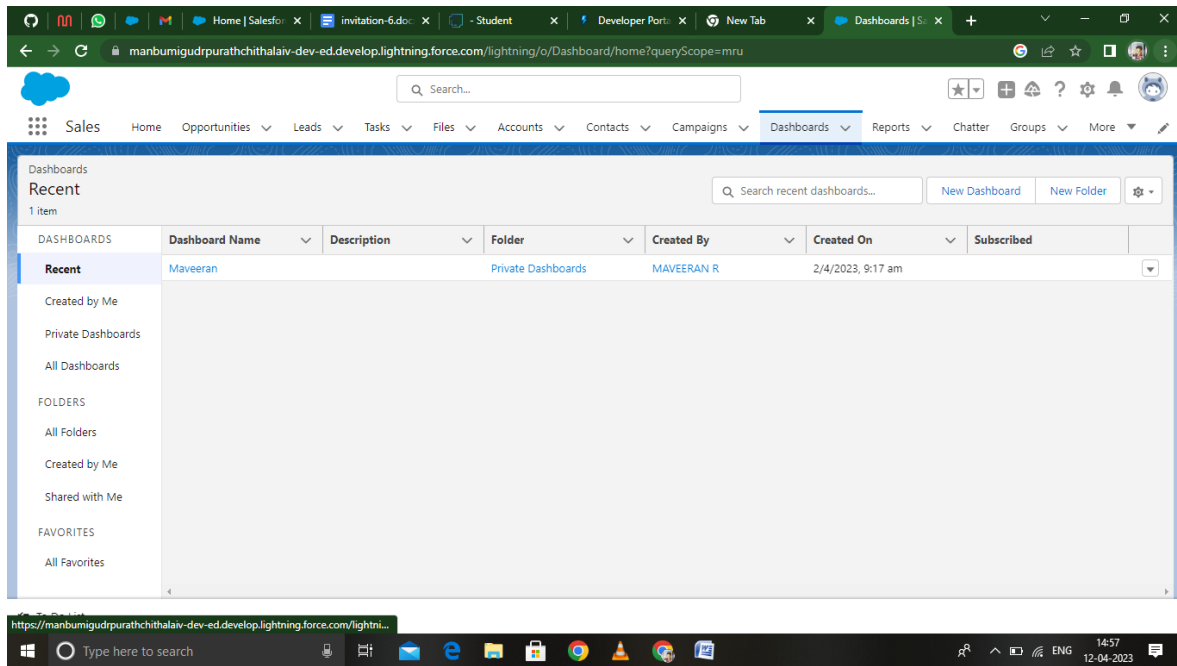 Home | Salesfor
invitation-6.doc
- Student
Developer Porta
New Tab
Dashboards | Sa
manbumigudrpurathchithalaiv-dev-ed.develop.lightning.force.com/lightning/o/Dashboard/home?queryScope=mru
Search...
Sales Home Opportunities Leads Tasks Files Accounts Contacts Campaigns Dashboards Reports Chatter Groups More
Dashboards
Recent
1 item
Search recent dashboards...
New Dashboard
New Folder
DASHBOARDS
Dashboard Name Description Folder Created By Created On Subscribed
Recent
Maveeran Private Dashboards MAVEERAN R 2/4/2023, 9:17 am
Created by Me
Private Dashboards
All Dashboards
FOLDERS
All Folders
Created by Me
Shared with Me
FAVORITES
All Favorites
To Do List
https://manbumigudrpurathchithalaiv-dev-ed.develop.lightning.force.com/lightni...
Type here to search
ENG
14:57
12-04-2023